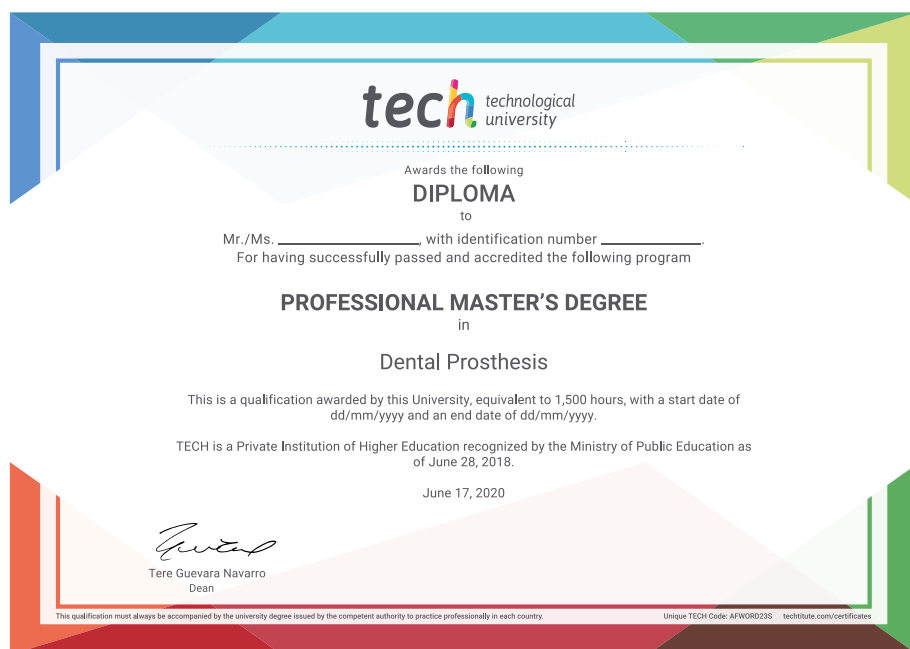 tech technological
university
Awards the following
DIPLOMA
to
Mr./Ms. ____________________, with identification number ______________.
For having successfully passed and accredited the following program
PROFESSIONAL MASTER'S DEGREE
in
Dental Prosthesis
This is a qualification awarded by this University, equivalent to 1,500 hours, with a start date of
dd/mm/yyyy and an end date of dd/mm/yyyy.
TECH is a Private Institution of Higher Education recognized by the Ministry of Public Education as
of June 28, 2018.
June 17, 2020
Tere Guevara Navarro
Dean
This qualification must always be accompanied by the university degree issued by the competent authority to practice professionally in each country.
Unique TECH Code: AFWORD23S techtitute.com/certificates